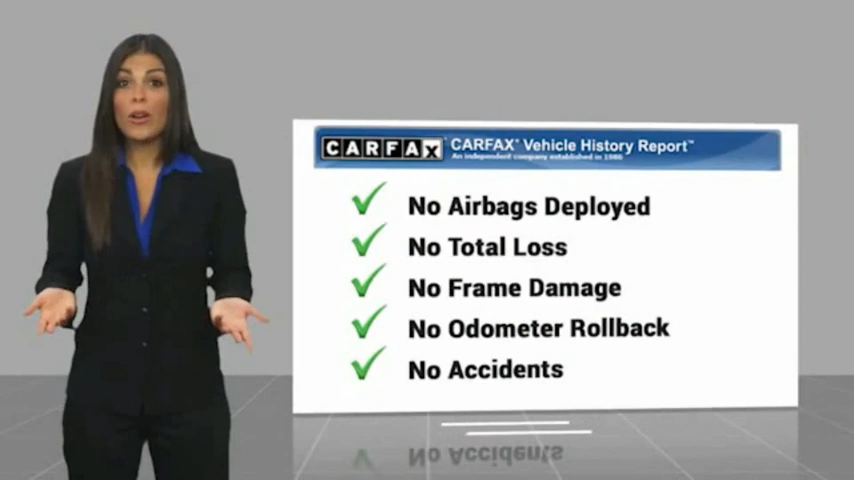 CARFAX CARFAX® Vehicle History Report™
An independent company established in 1986
No Airbags Deployed
No Total Loss
No Frame Damage
No Odometer Rollback
No Accidents
No Accidents